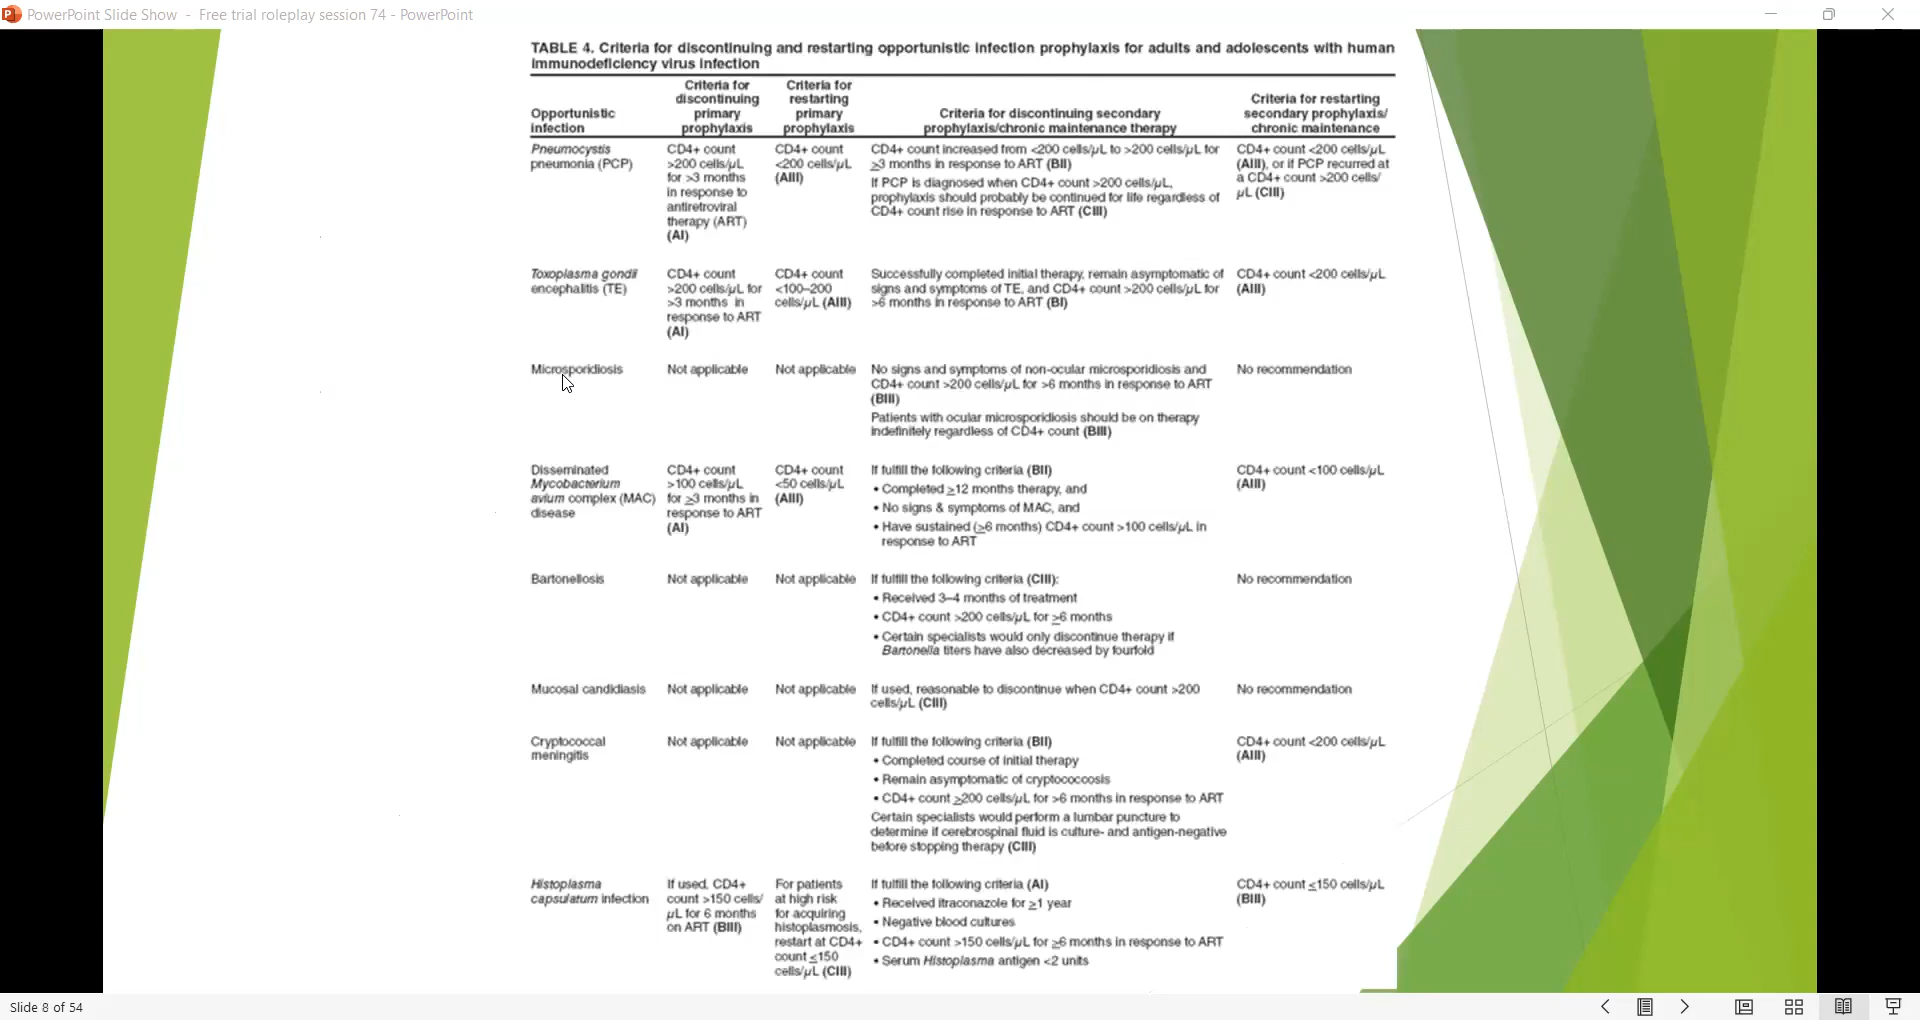 PowerPoint Slide Show - Free trial roleplay session 74 - PowerPoint
TABLE 4. Criteria for discontinuing and restarting opportunistic infection prophylaxis for adults and adolescents with human
immunodeficiency virus infection
Opportunistic
infection
Criteria for
discontinuing
primary
prophylaxis
Criteria for
restarting
primary
prophylaxis
Criteria for discontinuing secondary
prophylaxis/chronic maintenance therapy
Criteria for restarting
secondary prophylaxis/
chronic maintenance
Pneumocystis
pneumonia (PCP)
CD4+ count
>200 cells/µL
for >3 months
in response to
antiretroviral
therapy (ART)
(AI)
CD4+ count
<200 cells/µL
(AIII)
CD4+ count increased from <200 cells/µL to >200 cells/µL for
≥3 months in response to ART (BII)
If PCP is diagnosed when CD4+ count >200 cells/µL,
prophylaxis should probably be continued for life regardless of
CD4+ count rise in response to ART (CIII)
CD4+ count <200 cells/µL
(AIII), or if PCP recurred at
a CD4+ count >200 cells/
µL (CIII)
Toxoplasma gondii
encephalitis (TE)
CD4+ count
>200 cells/µL for
>3 months in
response to ART
(AI)
CD4+ count
<100–200
cells/µL (AIII)
Successfully completed initial therapy, remain asymptomatic of
signs and symptoms of TE, and CD4+ count >200 cells/µL for
>6 months in response to ART (BI)
CD4+ count <200 cells/µL
(AIII)
Microsporidiosis
Not applicable
Not applicable
No signs and symptoms of non-ocular microsporidiosis and
CD4+ count >200 cells/µL for >6 months in response to ART
(BIII)
Patients with ocular microsporidiosis should be on therapy
indefinitely regardless of CD4+ count (BIII)
No recommendation
Disseminated
Mycobacterium
avium complex (MAC)
disease
CD4+ count
>100 cells/µL
for ≥3 months in
response to ART
(AI)
CD4+ count
<50 cells/µL
(AIII)
If fulfill the following criteria (BII)
• Completed ≥12 months therapy, and
• No signs & symptoms of MAC, and
• Have sustained (≥6 months) CD4+ count >100 cells/µL in
response to ART
CD4+ count <100 cells/µL
(AIII)
Bartonellosis
Not applicable
Not applicable
If fulfill the following criteria (CIII):
• Received 3–4 months of treatment
• CD4+ count >200 cells/µL for ≥6 months
• Certain specialists would only discontinue therapy if
Bartonella titers have also decreased by fourfold
No recommendation
Mucosal candidiasis
Not applicable
Not applicable
If used, reasonable to discontinue when CD4+ count >200
cells/µL (CIII)
No recommendation
Cryptococcal
meningitis
Not applicable
Not applicable
If fulfill the following criteria (BII)
• Completed course of initial therapy
• Remain asymptomatic of cryptococcosis
• CD4+ count ≥200 cells/µL for >6 months in response to ART
Certain specialists would perform a lumbar puncture to
determine if cerebrospinal fluid is culture- and antigen-negative
before stopping therapy (CIII)
CD4+ count <200 cells/µL
(AIII)
Histoplasma
capsulatum infection
If used, CD4+
count >150 cells/
µL for 6 months
on ART (BIII)
For patients
at high risk
for acquiring
histoplasmosis,
restart at CD4+
count ≤150
cells/µL (CIII)
If fulfill the following criteria (AI)
• Received itraconazole for ≥1 year
• Negative blood cultures
• CD4+ count >150 cells/µL for ≥6 months in response to ART
• Serum Histoplasma antigen <2 units
CD4+ count ≤150 cells/µL
(BIII)
Slide 8 of 54